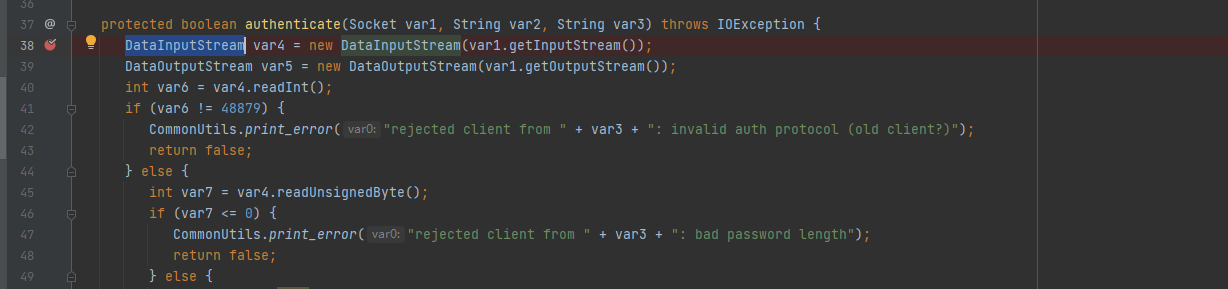 36
37 @ protected boolean authenticate(Socket var1, String var2, String var3) throws IOException {
38 DataInputStream var4 = new DataInputStream(var1.getInputStream());
39 DataOutputStream var5 = new DataOutputStream(var1.getOutputStream());
40 int var6 = var4.readInt();
41 if (var6 != 48879) {
42 CommonUtils.print_error( var0: "rejected client from " + var3 + ": invalid auth protocol (old client?)");
43 return false;
44 } else {
45 int var7 = var4.readUnsignedByte();
46 if (var7 <= 0) {
47 CommonUtils.print_error( var0: "rejected client from " + var3 + ": bad password length");
48 return false;
49 } else {